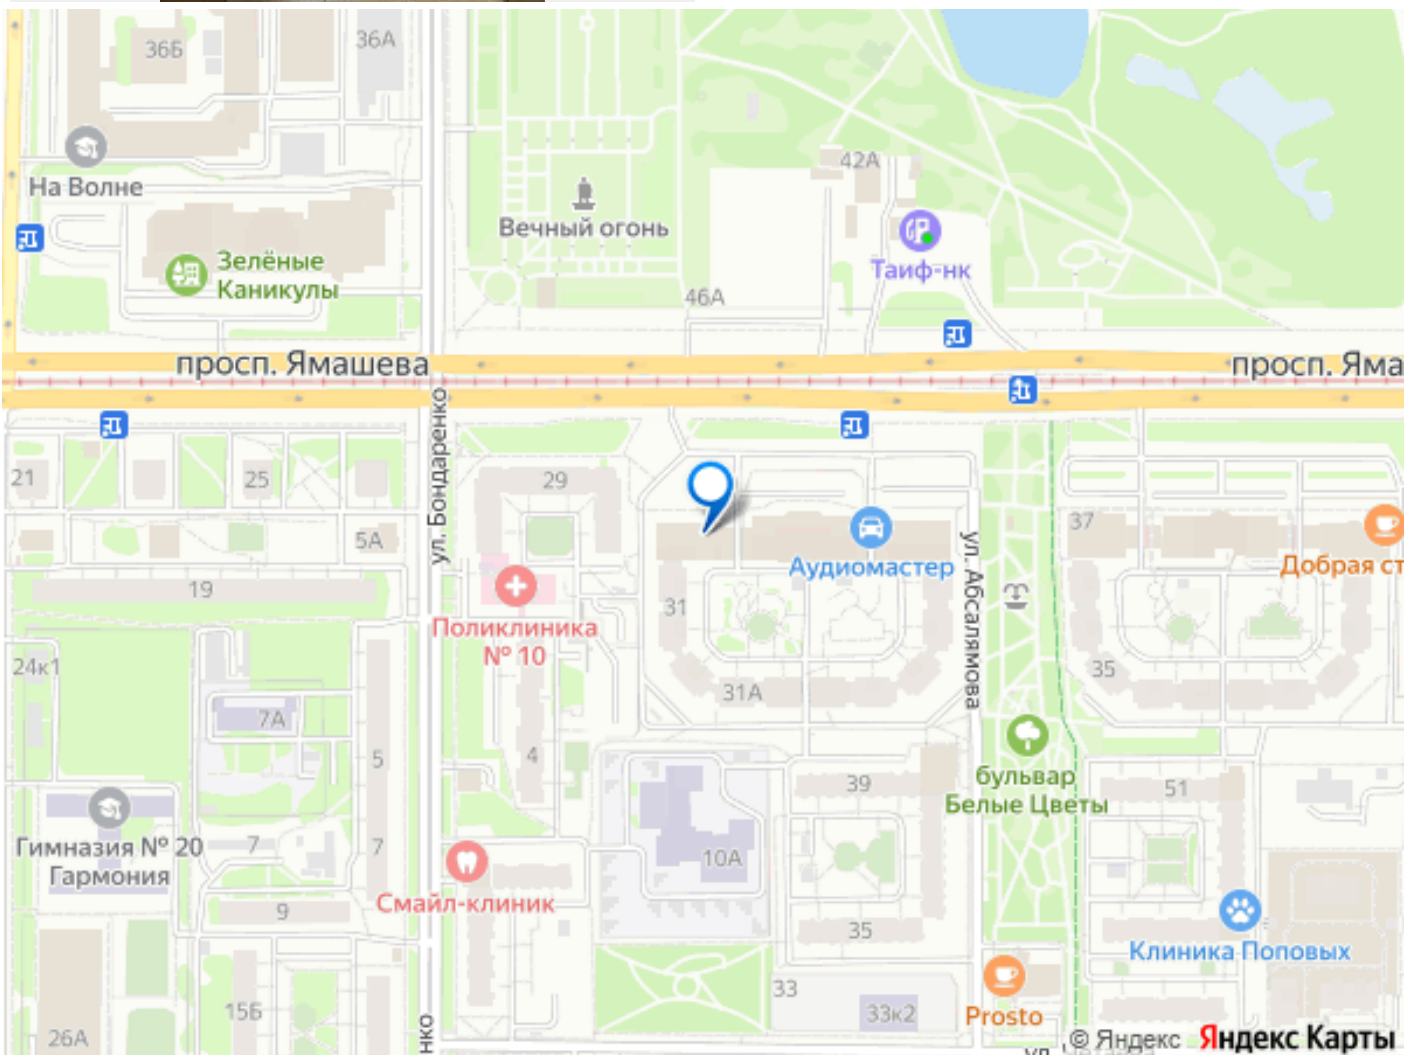 36Б
36А
На Волне
42А
Вечный огонь
Зелёные
Каникулы
Таиф-нк
46А
просп. Ямашева
просп. Яма
ул. Бондаренко
21
25
29
37
5А
Аудиомастер
Добрая ст
ул. Абсалямова
19
31
Поликлиника
№ 10
24к1
35
31А
7А
4
5
39
51
бульвар
Белые Цветы
Гимназия № 20
Гармония
7
7
10А
Смайл-клиник
9
35
Клиника Поповых
15Б
33
33к2
Prosto
26А
нко
© Яндекс Яндекс Карты